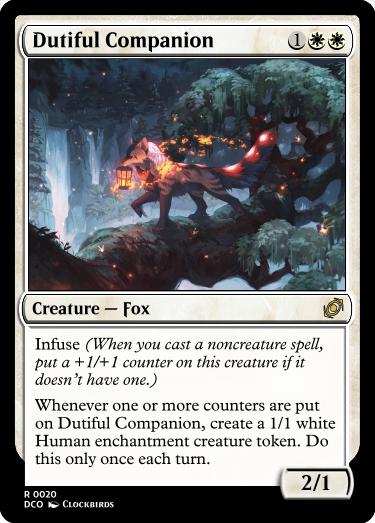 Dutiful Companion 1
Creature — Fox
Infuse (When you cast a noncreature spell,
put a +1/+1 counter on this creature if it
doesn't have one.)
Whenever one or more counters are put
on Dutiful Companion, create a 1/1 white
Human enchantment creature token. Do
this only once each turn.
2/1
R 0020
DCO Clockbirds